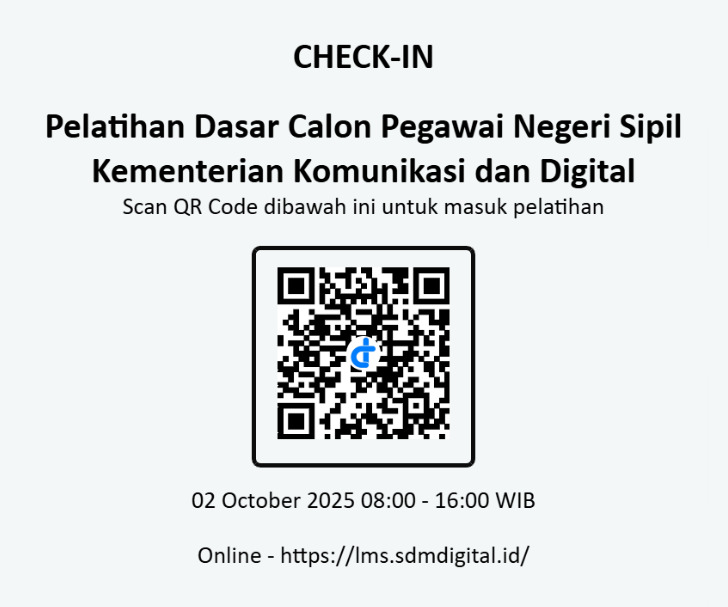 CHECK-IN
Pelatihan Dasar Calon Pegawai Negeri Sipil
Kementerian Komunikasi dan Digital
Scan QR Code dibawah ini untuk masuk pelatihan
02 October 2025 08:00 - 16:00 WIB
Online - https://lms.sdmdigital.id/